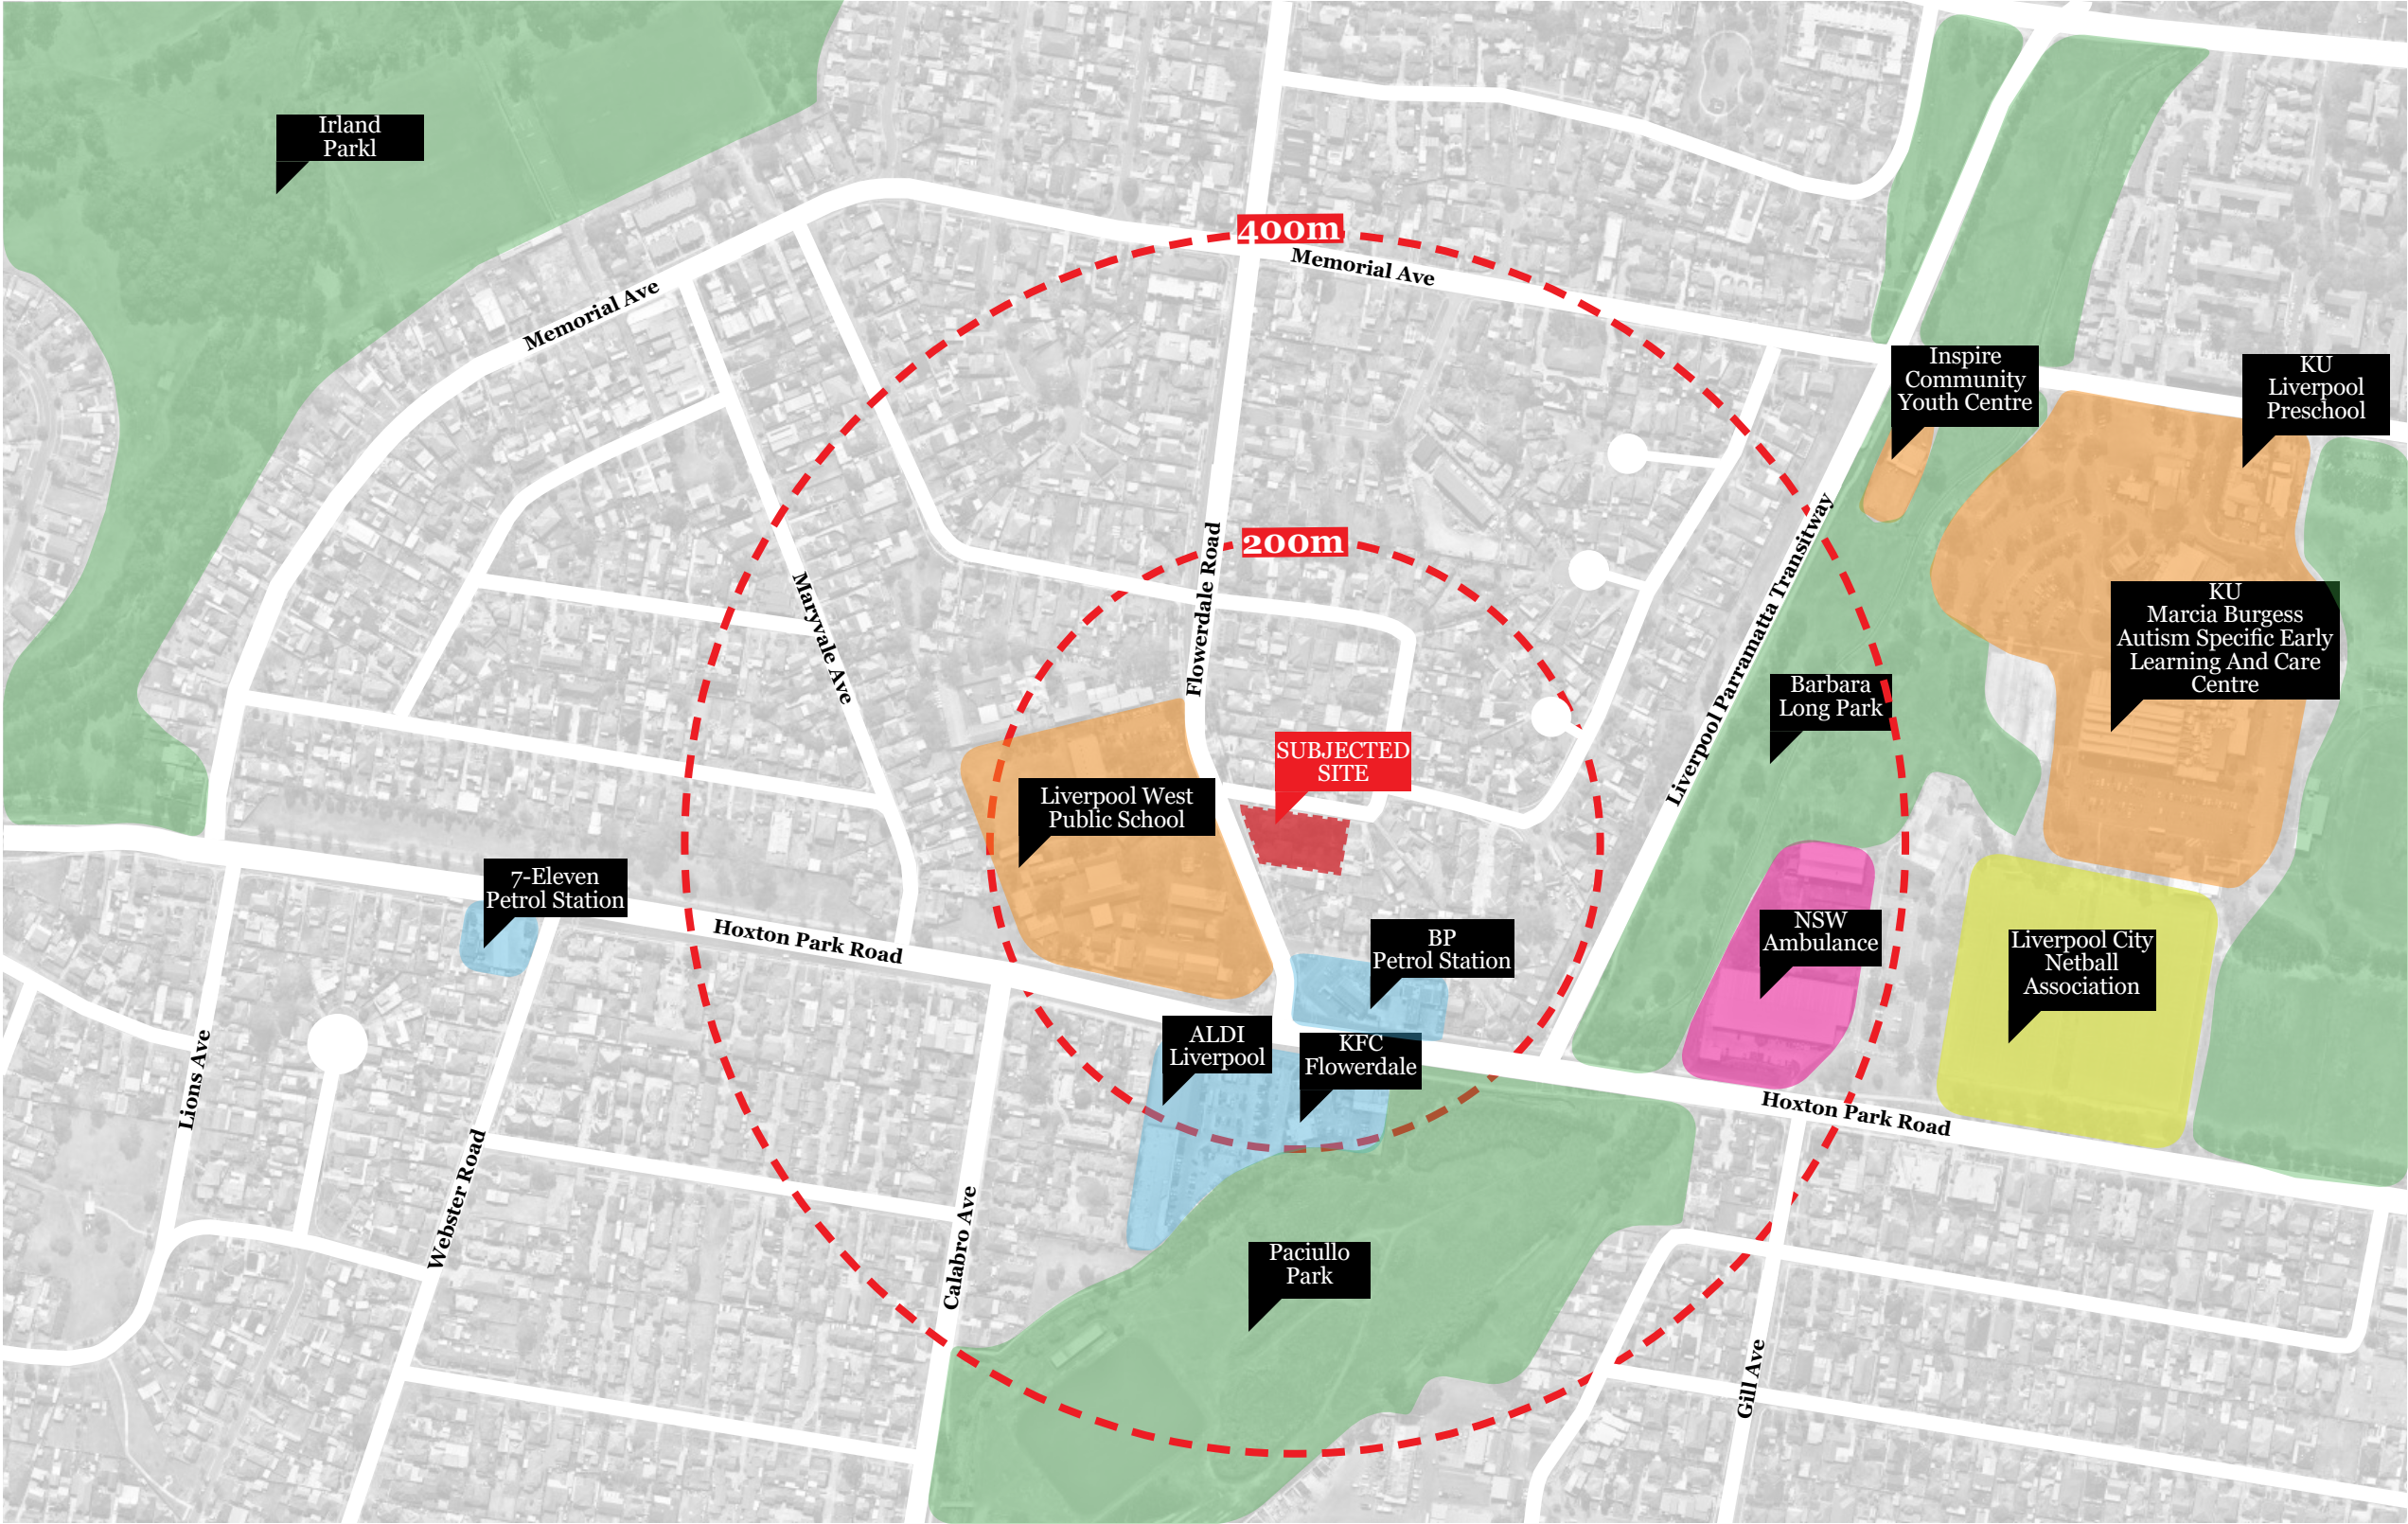 Irland
Parkl
400m
Memorial Ave
Memorial Ave
Inspire
Community
Youth Centre
KU
Liverpool
Preschool
200m
Flowerdale Road
Maryvale Ave
Liverpool Parramatta Transitway
KU
Marcia Burgess
Autism Specific Early
Learning And Care
Centre
Barbara
Long Park
SUBJECTED
SITE
Liverpool West
Public School
7-Eleven
Petrol Station
Hoxton Park Road
BP
Petrol Station
NSW
Ambulance
Liverpool City
Netball
Association
ALDI
Liverpool
KFC
Flowerdale
Hoxton Park Road
Lions Ave
Webster Road
Calabro Ave
Paciullo
Park
Gill Ave